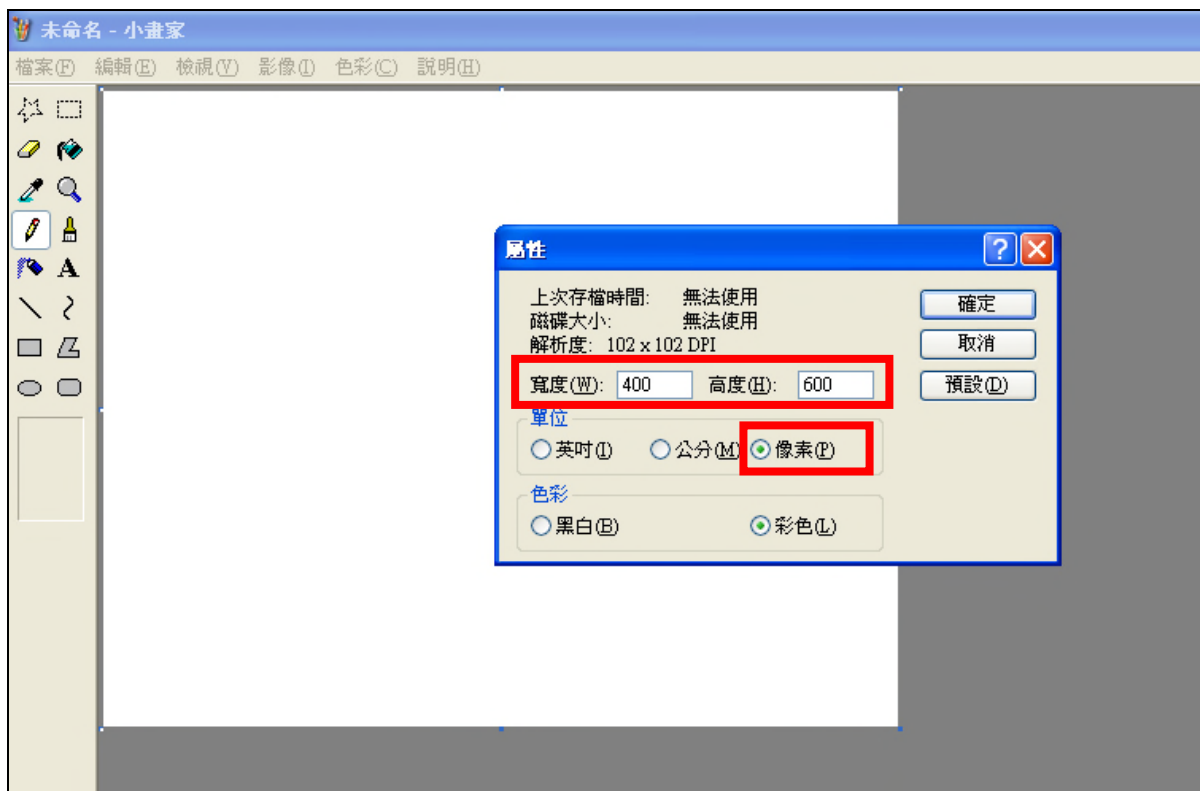 未命名 - 小畫家
檔案(F) 編輯(E) 檢視(V) 影像(I) 色彩(C) 說明(H)
A
屬性
上次存檔時間: 無法使用
磁碟大小: 無法使用
解析度: 102 x 102 DPI
寬度(W): 400 高度(H): 600
單位
英吋(I) 公分(M) 像素(P)
色彩
黑白(B) 彩色(L)
確定
取消
預設(D)